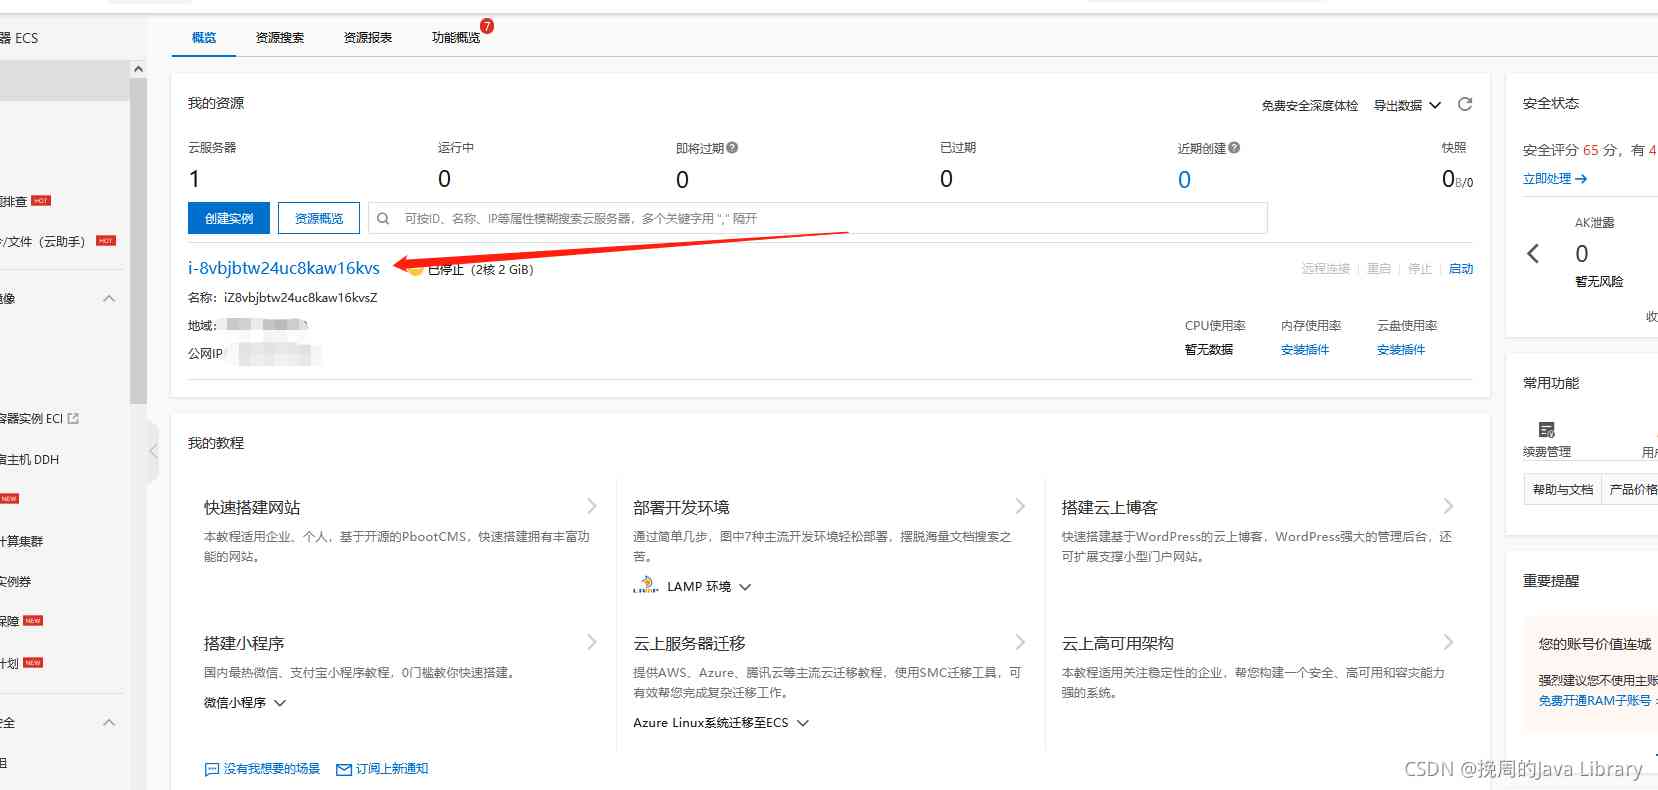 器 ECS
概览
资源搜索
资源报表
功能概览
7
我的资源
免费安全深度体检
导出数据
云服务器
运行中
即将过期
已过期
近期创建
快照
1
0
0
0
0
0B/0
创建实例
资源概览
可按ID、名称、IP等属性模糊搜索云服务器，多个关键字用 "," 隔开
i-8vbjbtw24uc8kaw16kvs
已停止（2核 2 GiB）
远程连接
重启
停止
启动
名称：iZ8vbjbtw24uc8kaw16kvsZ
地域：
公网IP
CPU使用率
内存使用率
云盘使用率
暂无数据
安装插件
安装插件
排查
HOT
/文件（云助手）
HOT
像
容器实例 ECI
宿主机 DDH
NEW
计算集群
实例券
保障
NEW
计划
NEW
安全
组
我的教程
快速搭建网站
本教程适用企业、个人，基于开源的PbootCMS，快速搭建拥有丰富功
能的网站。
部署开发环境
通过简单几步，图中7种主流开发环境轻松部署，摆脱海量文档搜索之
苦。
LAMP 环境
搭建云上博客
快速搭建基于WordPress的云上博客，WordPress强大的管理后台，还
可扩展支撑小型门户网站。
搭建小程序
国内最热微信、支付宝小程序教程，0门槛教你快速搭建。
微信小程序
云上服务器迁移
提供AWS、Azure、腾讯云等主流云迁移教程，使用SMC迁移工具，可
有效帮您完成复杂迁移工作。
Azure Linux系统迁移至ECS
云上高可用架构
本教程适用关注稳定性的企业，帮您构建一个安全、高可用和容灾能力
强的系统。
没有我想要的场景
订阅上新通知
安全状态
安全评分 65 分，有 4
立即处理
AK泄露
0
暂无风险
收
常用功能
续费管理
用户
帮助与文档
产品价格
重要提醒
您的账号价值连城
强烈建议您不使用主账
免费开通RAM子账号
CSDN @挽周的Java Library